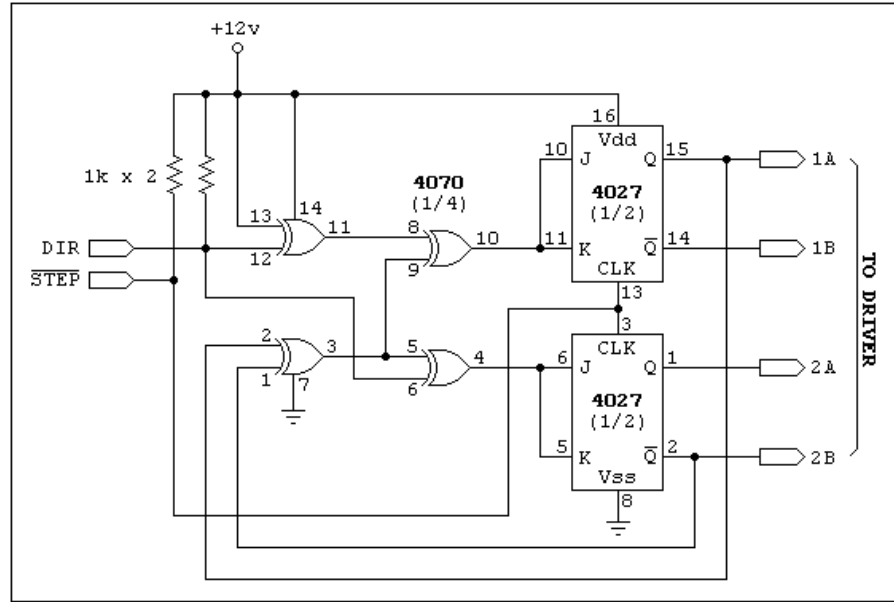 +12v
1k x 2
DIR
STEP
13
14
12
11
4070
(1/4)
8
9
10
2
1
3
7
5
6
4
16
Vdd
10
J
Q
15
4027
(1/2)
11
K
Q
14
CLK
13
3
CLK
6
J
Q
1
4027
(1/2)
5
K
Q
2
Vss
8
1A
1B
2A
2B
TO DRIVER